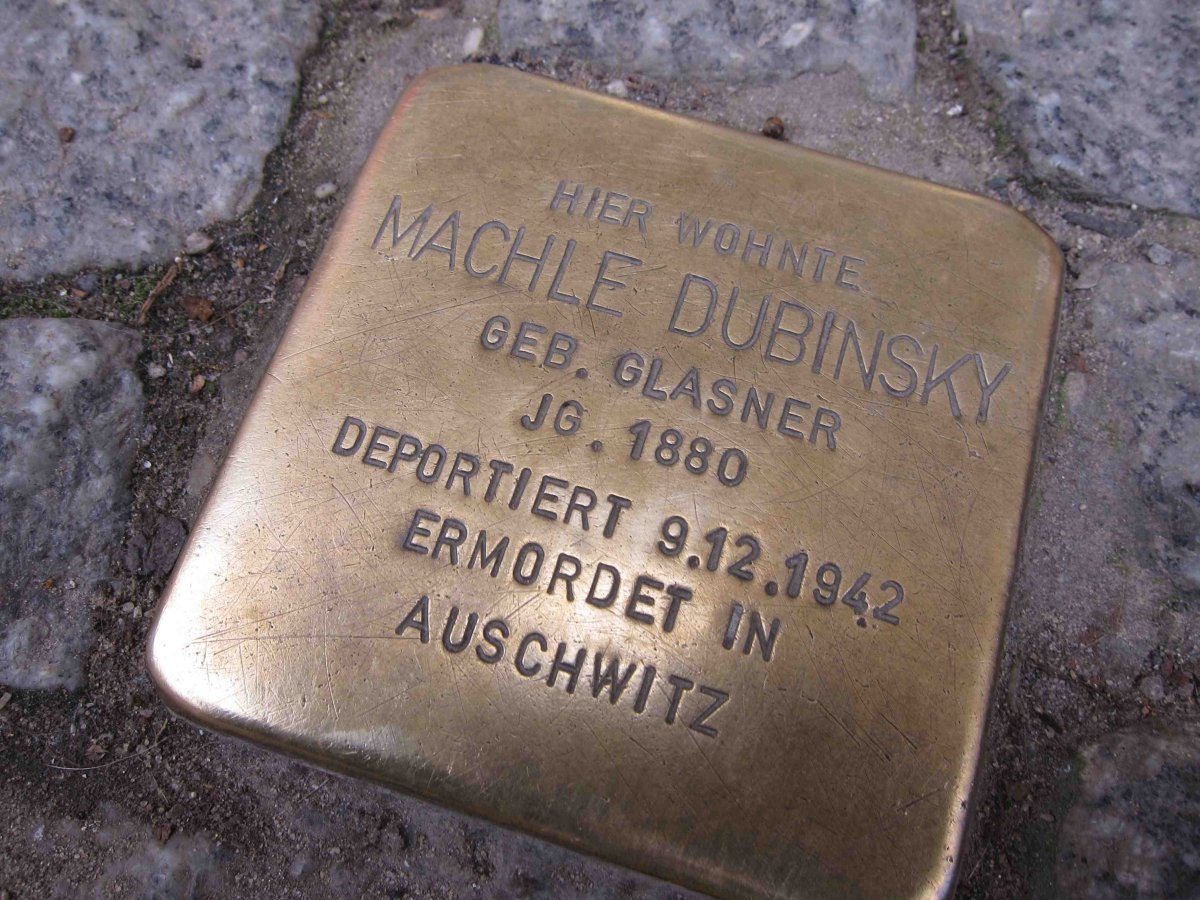 HIER WOHNTE
MACHLE DUBINSKY
GEB. GLASNER
JG. 1880
DEPORTIERT 9.12.1942
ERMORDET IN
AUSCHWITZ